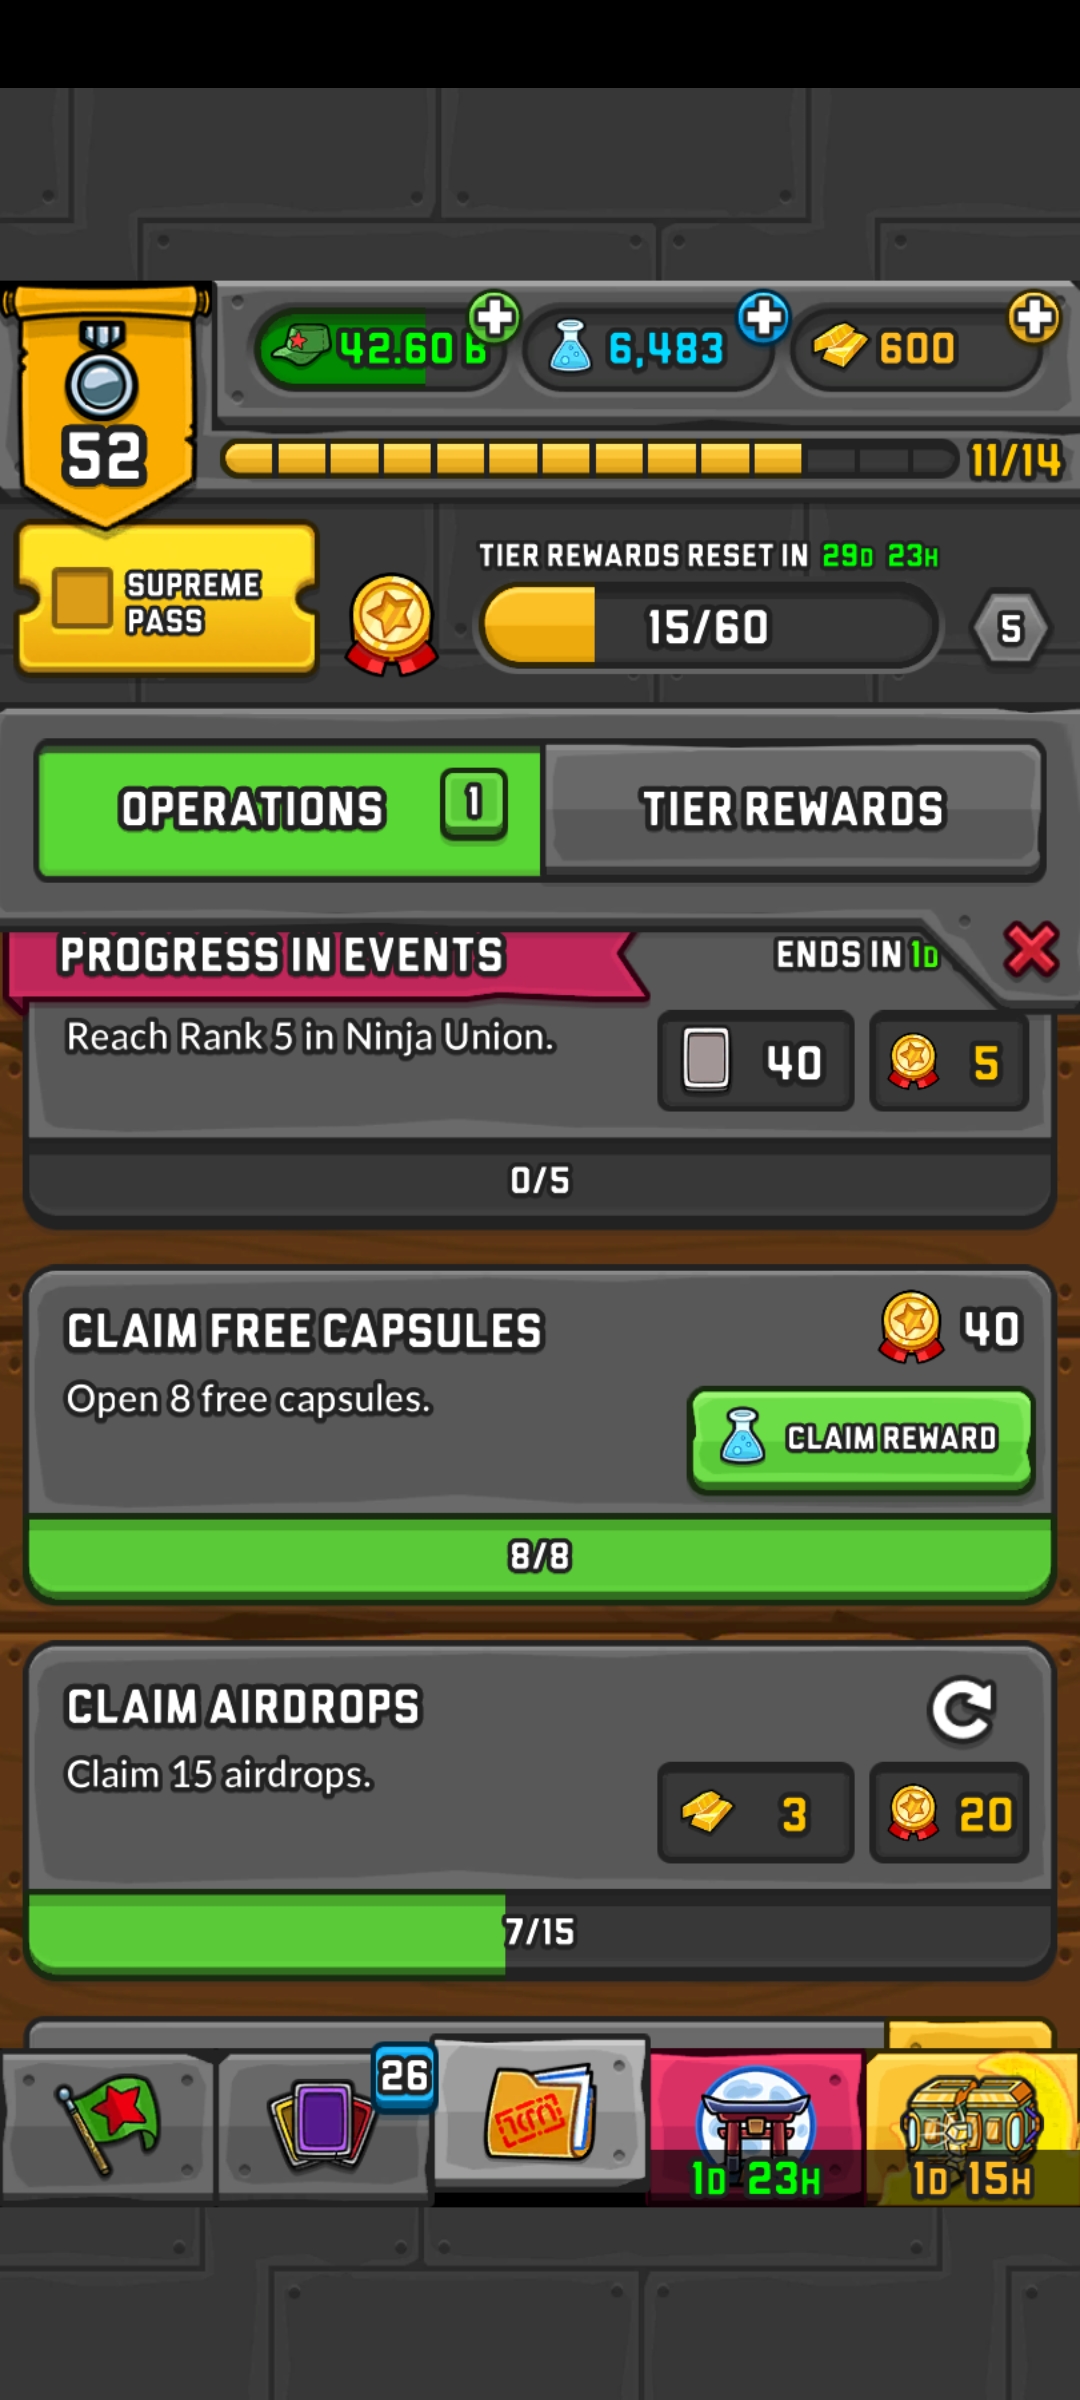 42.60 B
6,483
600
52
11/14
SUPREME
PASS
TIER REWARDS RESET IN 29D 23H
15/60
5
OPERATIONS 1
TIER REWARDS
PROGRESS IN EVENTS
ENDS IN 1D
Reach Rank 5 in Ninja Union.
40
5
0/5
CLAIM FREE CAPSULES
40
Open 8 free capsules.
CLAIM REWARD
8/8
CLAIM AIRDROPS
Claim 15 airdrops.
3
20
7/15
26
1D 23H
1D 15H